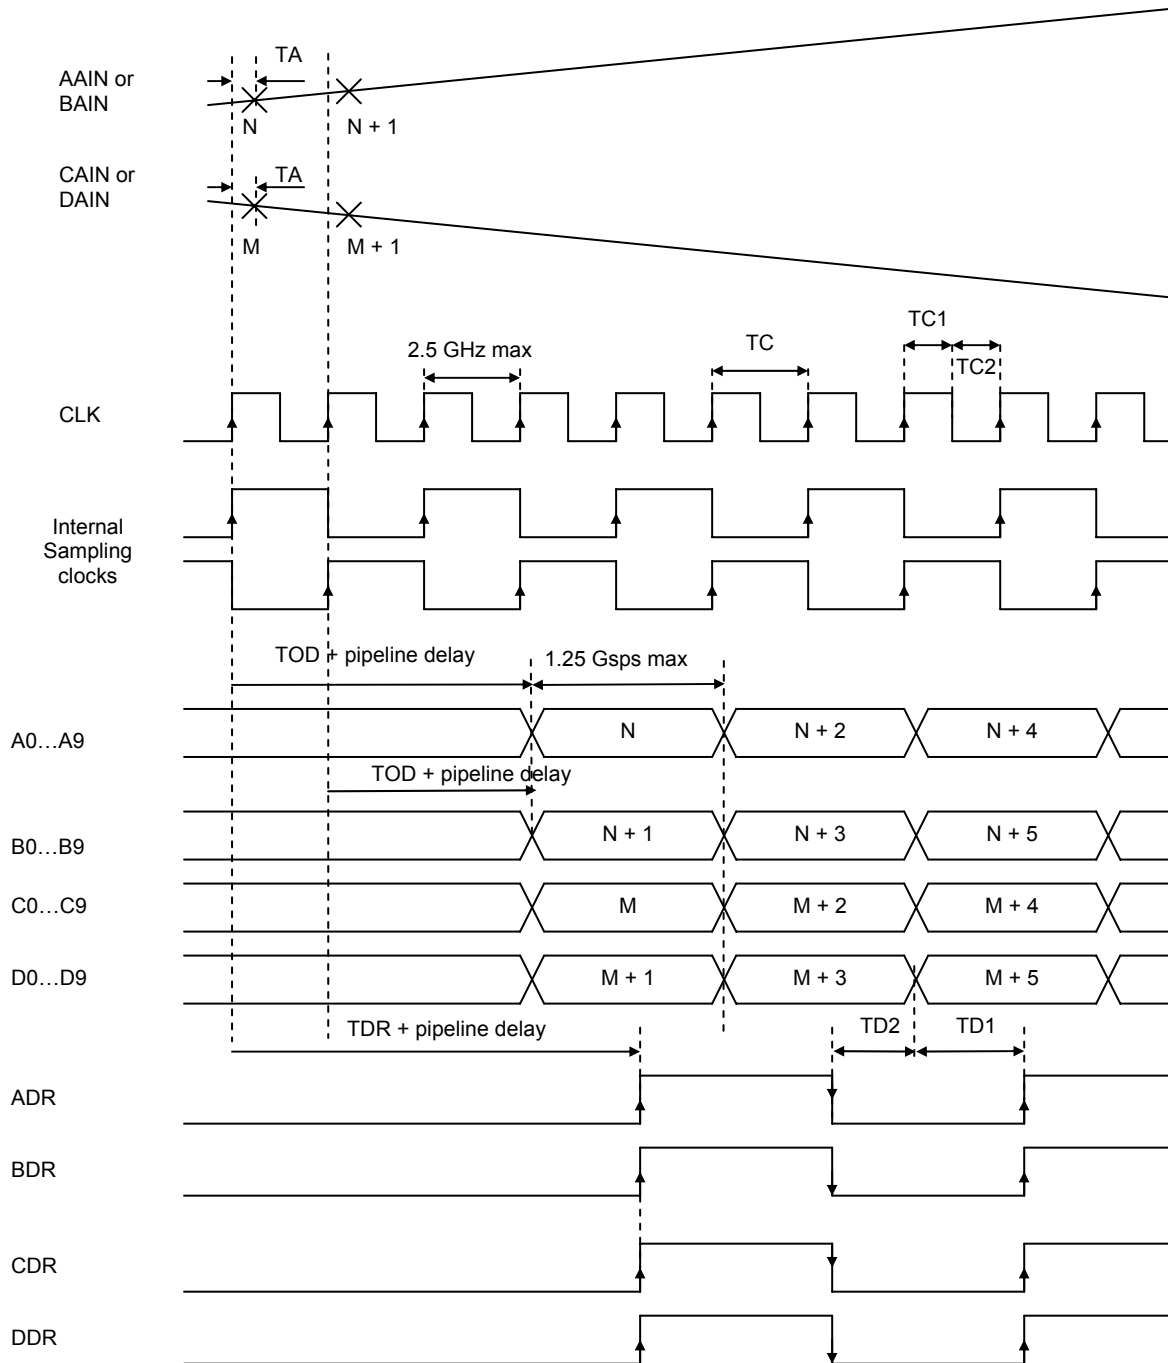 TA
AAIN or
BAIN
N
N + 1
CAIN or
DAIN
TA
M
M + 1
TC1
2.5 GHz max
TC
TC2
CLK
Internal
Sampling
clocks
TOD + pipeline delay
1.25 Gsps max
A0…A9
N
N + 2
N + 4
TOD + pipeline delay
B0…B9
N + 1
N + 3
N + 5
C0…C9
M
M + 2
M + 4
D0…D9
M + 1
M + 3
M + 5
TDR + pipeline delay
TD2
TD1
ADR
BDR
CDR
DDR